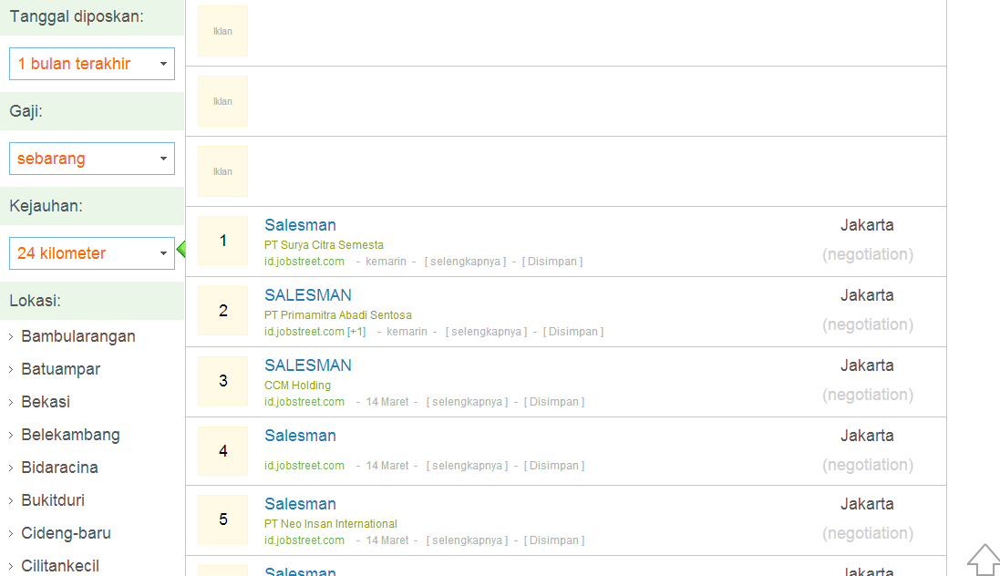 Tanggal diposkan:
1 bulan terakhir
Gaji:
sebarang
Kejauhan:
24 kilometer
Lokasi:
Bambularangan
Batuampar
Bekasi
Belekambang
Bidaracina
Bukitduri
Cideng-baru
Cilitankecil
Iklan
Iklan
Iklan
1
Salesman
PT Surya Citra Semesta
id.jobstreet.com - kemarin - [ selengkapnya ] - [ Disimpan ]
Jakarta
(negotiation)
2
SALESMAN
PT Primamitra Abadi Sentosa
id.jobstreet.com [+1] - kemarin - [ selengkapnya ] - [ Disimpan ]
Jakarta
(negotiation)
3
SALESMAN
CCM Holding
id.jobstreet.com - 14 Maret - [ selengkapnya ] - [ Disimpan ]
Jakarta
(negotiation)
4
Salesman
id.jobstreet.com - 14 Maret - [ selengkapnya ] - [ Disimpan ]
Jakarta
(negotiation)
5
Salesman
PT Neo Insan International
id.jobstreet.com - 14 Maret - [ selengkapnya ] - [ Disimpan ]
Jakarta
(negotiation)
Salesman
Jakarta